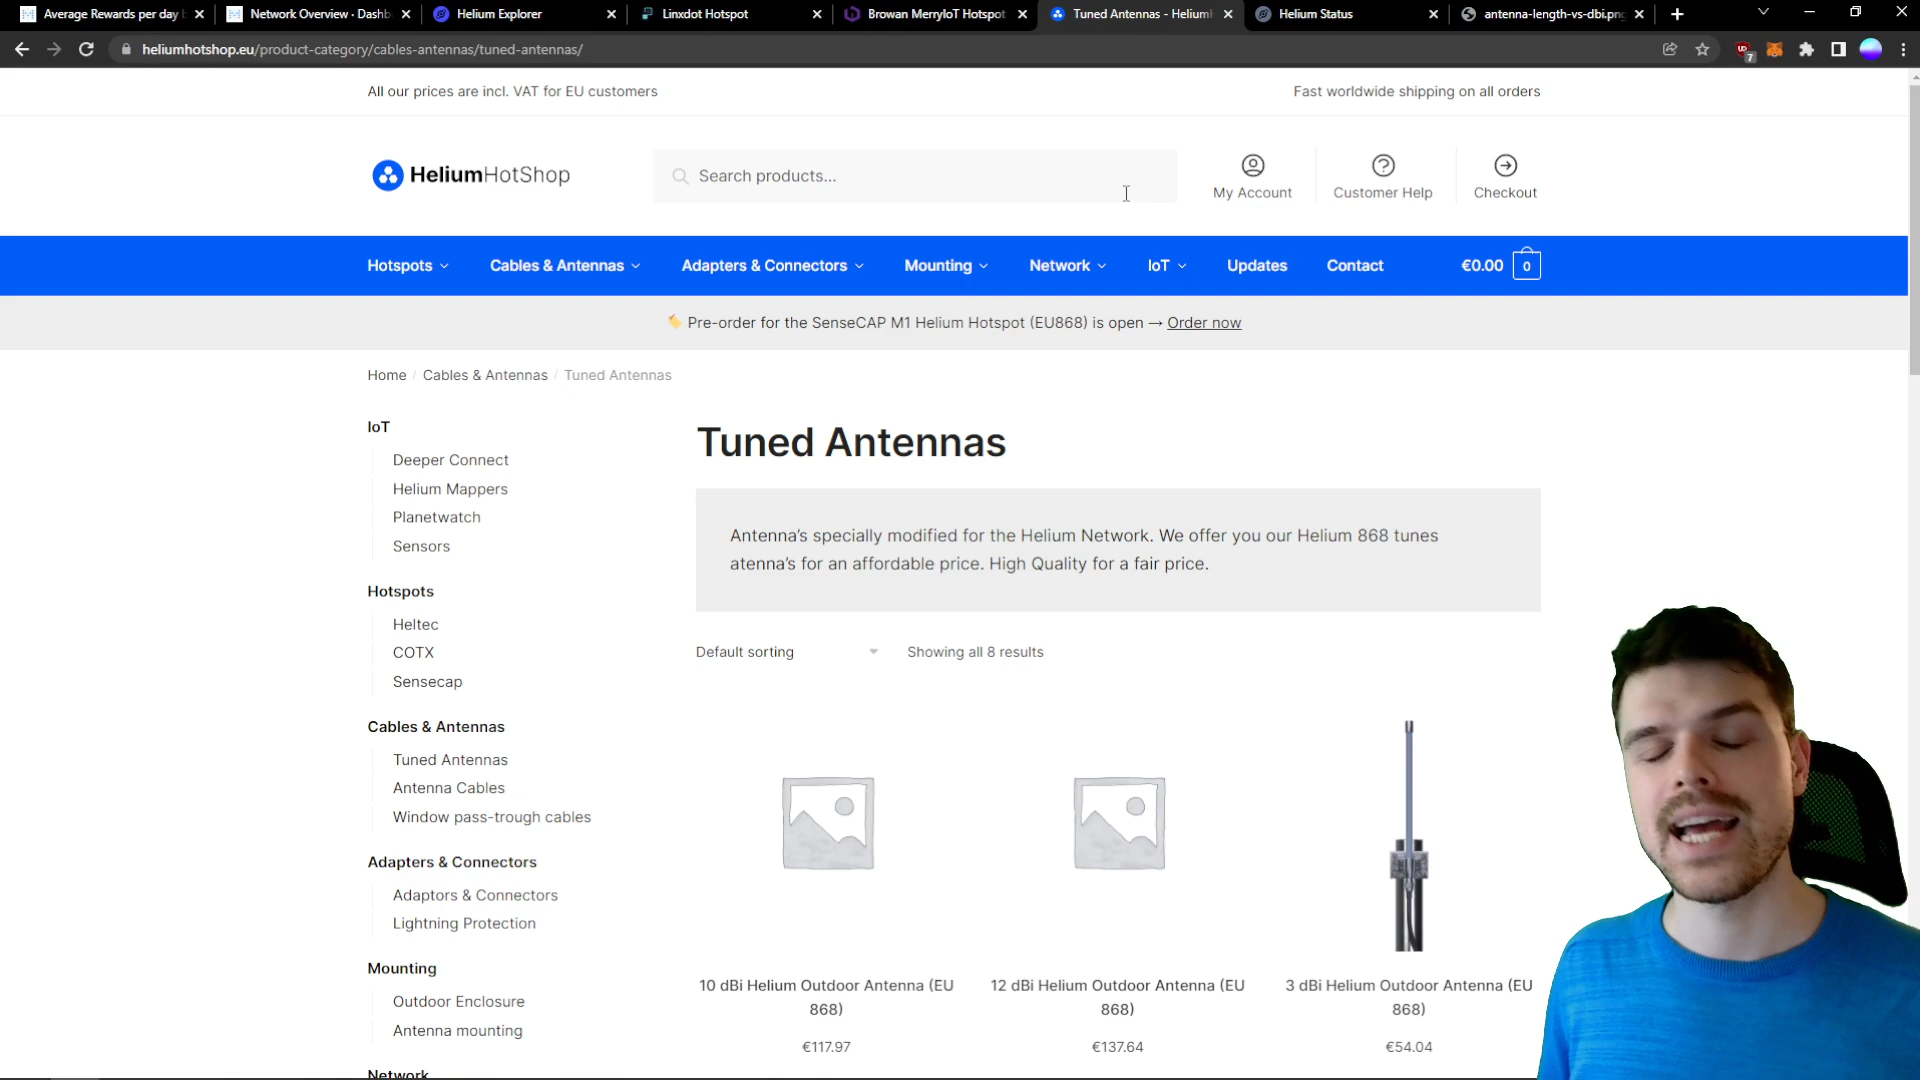 Average Rewards per day
Network Overview · Dashb
Helium Explorer
Linxdot Hotspot
Browan MerryIoT Hotspot
Tuned Antennas - Helium
Helium Status
antenna-length-vs-dbi.png
heliumhotshop.eu/product-category/cables-antennas/tuned-antennas/
7
All our prices are incl. VAT for EU customers
Fast worldwide shipping on all orders
HeliumHotShop
Search products...
My Account
Customer Help
Checkout
Hotspots
Cables & Antennas
Adapters & Connectors
Mounting
Network
IoT
Updates
Contact
€0.00
0
Pre-order for the SenseCAP M1 Helium Hotspot (EU868) is open → Order now
Home / Cables & Antennas / Tuned Antennas
IoT
Deeper Connect
Helium Mappers
Planetwatch
Sensors
Hotspots
Heltec
COTX
Sensecap
Cables & Antennas
Tuned Antennas
Antenna Cables
Window pass-trough cables
Adapters & Connectors
Adaptors & Connectors
Lightning Protection
Mounting
Outdoor Enclosure
Antenna mounting
Network
Tuned Antennas
Antenna's specially modified for the Helium Network. We offer you our Helium 868 tunes
atenna's for an affordable price. High Quality for a fair price.
Default sorting
Showing all 8 results
10 dBi Helium Outdoor Antenna (EU
868)
€117.97
12 dBi Helium Outdoor Antenna (EU
868)
€137.64
3 dBi Helium Outdoor Antenna (EU
868)
€54.04